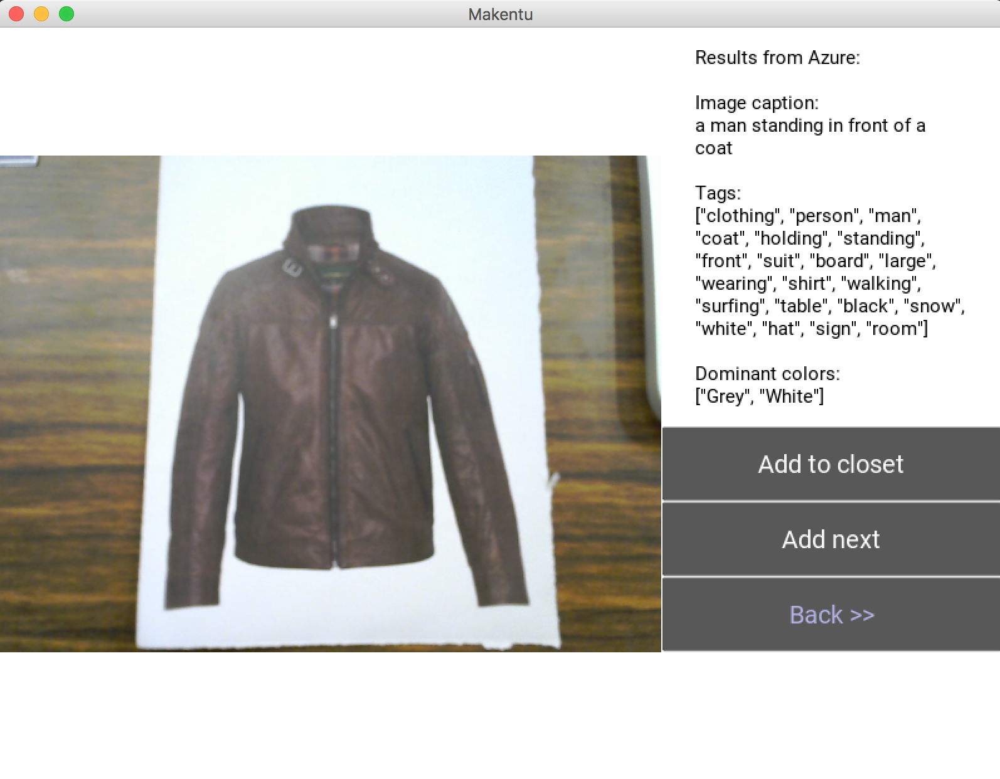 Makentu
Results from Azure:
Image caption:
a man standing in front of a
coat
Tags:
["clothing", "person", "man",
"coat", "holding", "standing",
"front", "suit", "board", "large",
"wearing", "shirt", "walking",
"surfing", "table", "black", "snow",
"white", "hat", "sign", "room"]
Dominant colors:
["Grey", "White"]
Add to closet
Add next
Back >>